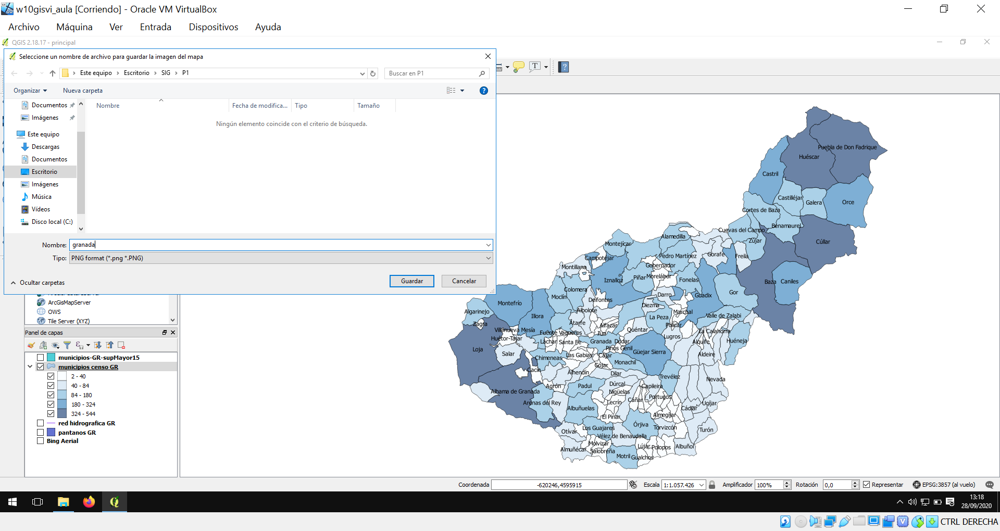 w10gisvi_aula [Corriendo] - Oracle VM VirtualBox
Archivo Máquina Ver Entrada Dispositivos Ayuda
QGIS 2.18.17 - principal
Seleccione un nombre de archivo para guardar la imagen del mapa
Este equipo › Escritorio › SIG › P1
Buscar en P1
Organizar Nueva carpeta
Nombre Fecha de modifica... Tipo Tamaño
Ningún elemento coincide con el criterio de búsqueda.
Documentos
Imágenes
Este equipo
Descargas
Documentos
Escritorio
Imágenes
Música
Vídeos
Disco local (C:)
Nombre: granada
Tipo: PNG format (*.png *.PNG)
Ocultar carpetas
Guardar Cancelar
ArcGisMapServer
OWS
Tile Server (XYZ)
Panel de capas
municipios-GR-supMayor15
municipios censo GR
2 - 40
40 - 84
84 - 180
180 - 324
324 - 544
red hidrografica GR
pantanos GR
Bing Aerial
Puebla de Don Fadrique
Huéscar
Castril
Castilléjar
Galera
Orce
Cortes de Baza
Benamaurel
Cuevas del Campo
Zújar
Cúllar
Alamedilla
Montejícar
Pedro Martínez
Gorafe
Freila
Campotéjar
Gobernador
Montillana
Piñar
Morelábor
Fonelas
Iznalloz
Baza
Caniles
Colomera
Moclín
Deifontes
Darro
Guadix
Gor
Montefrío
Diezma
Algarinejo
Illora
Albolote
Marchal
Valle de Zalabí
La Peza
Zagra
Atarfe
Alfacar
Polícar
Villanueva Mesía
Fuente Vaqueros
Jun
Quéntar
La Calahorra
Huétor-Tajar
Láchar
Santa Fe
Granada
Dúdar
Lugros
Alquife
Huéneja
Loja
Salar
Pinos Genil
Güejar Sierra
Aldeire
Chimeneas
Las Gabias
Cájar
Monachil
Gójar
Cacín
Alhendín
Dílar
Trevélez
Nevada
Agrón
Padul
Dúrcal
Capileira
Alhama de Granada
Nigüelas
Portugos
Arenas del Rey
Lecrín
Cáñar
Ugíjar
Albuñuelas
Cádiar
El Pinar
Almegíjar
Los Guajares
Órjiva
Torvizcón
Turón
Otívar
Vélez de Benaudalla
Molvizar
Lújar
Polopos
Albuñol
Almuñécar
Salobreña
Motril
Gualchos
Coordenada -620246,4595915 Escala 1:1.057.426 Amplificador 100% Rotación 0,0 Representar EPSG:3857 (al vuelo)
13:18
28/09/2020
CTRL DERECHA